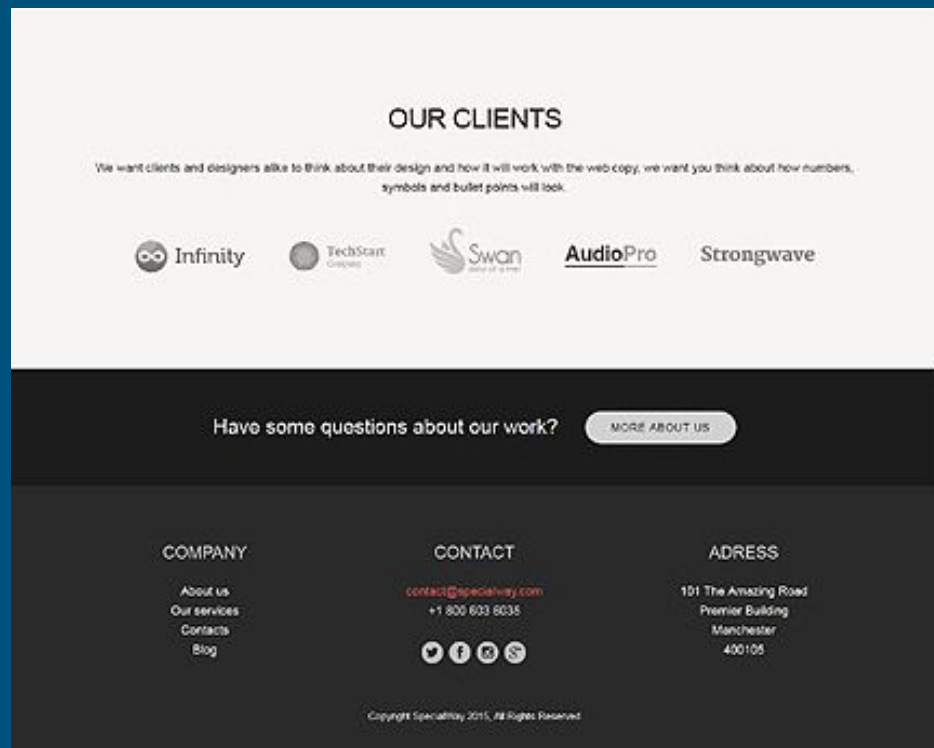 OUR CLIENTS
We want clients and designers alike to think about their design and how it will work with the web copy, we want you think about how numbers,
symbols and bullet points will look.
Infinity
TechStart
Company
Swan
AudioPro
Strongwave
Have some questions about our work?
MORE ABOUT US
COMPANY
About us
Our services
Contacts
Blog
CONTACT
contact@specialway.com
+1 800 603 6035
ADRESS
101 The Amazing Road
Premier Building
Manchester
400105
Copyright SpecialWay 2015, All Rights Reserved